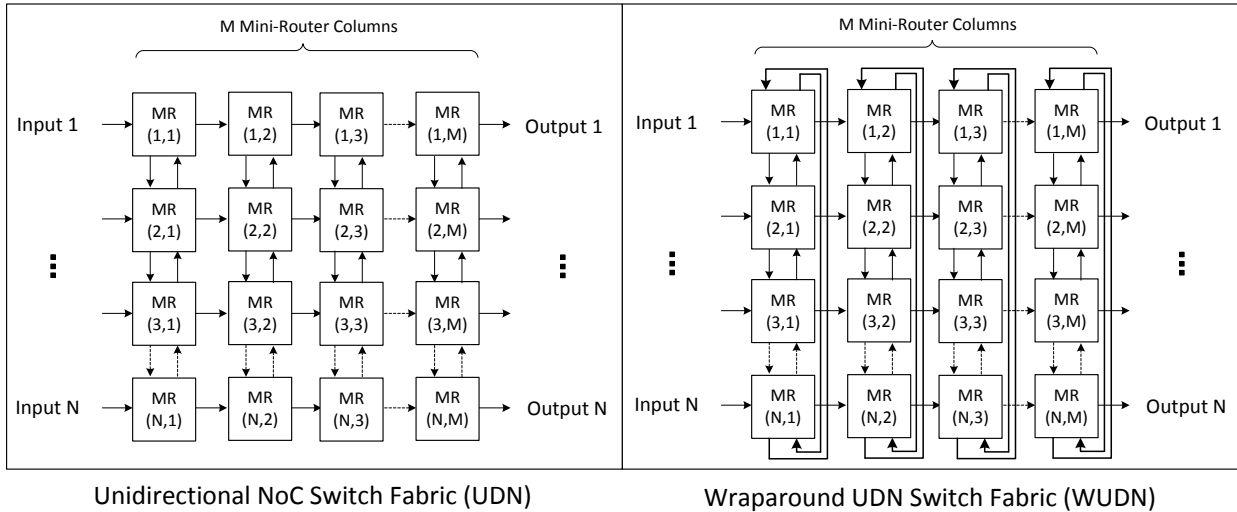 M Mini-Router Columns
Input 1
MR
(1,1)
MR
(1,2)
MR
(1,3)
MR
(1,M)
Output 1
MR
(2,1)
MR
(2,2)
MR
(2,3)
MR
(2,M)
MR
(3,1)
MR
(3,2)
MR
(3,3)
MR
(3,M)
Input N
MR
(N,1)
MR
(N,2)
MR
(N,3)
MR
(N,M)
Output N
Unidirectional NoC Switch Fabric (UDN)
M Mini-Router Columns
Input 1
MR
(1,1)
MR
(1,2)
MR
(1,3)
MR
(1,M)
Output 1
MR
(2,1)
MR
(2,2)
MR
(2,3)
MR
(2,M)
MR
(3,1)
MR
(3,2)
MR
(3,3)
MR
(3,M)
Input N
MR
(N,1)
MR
(N,2)
MR
(N,3)
MR
(N,M)
Output N
Wraparound UDN Switch Fabric (WUDN)